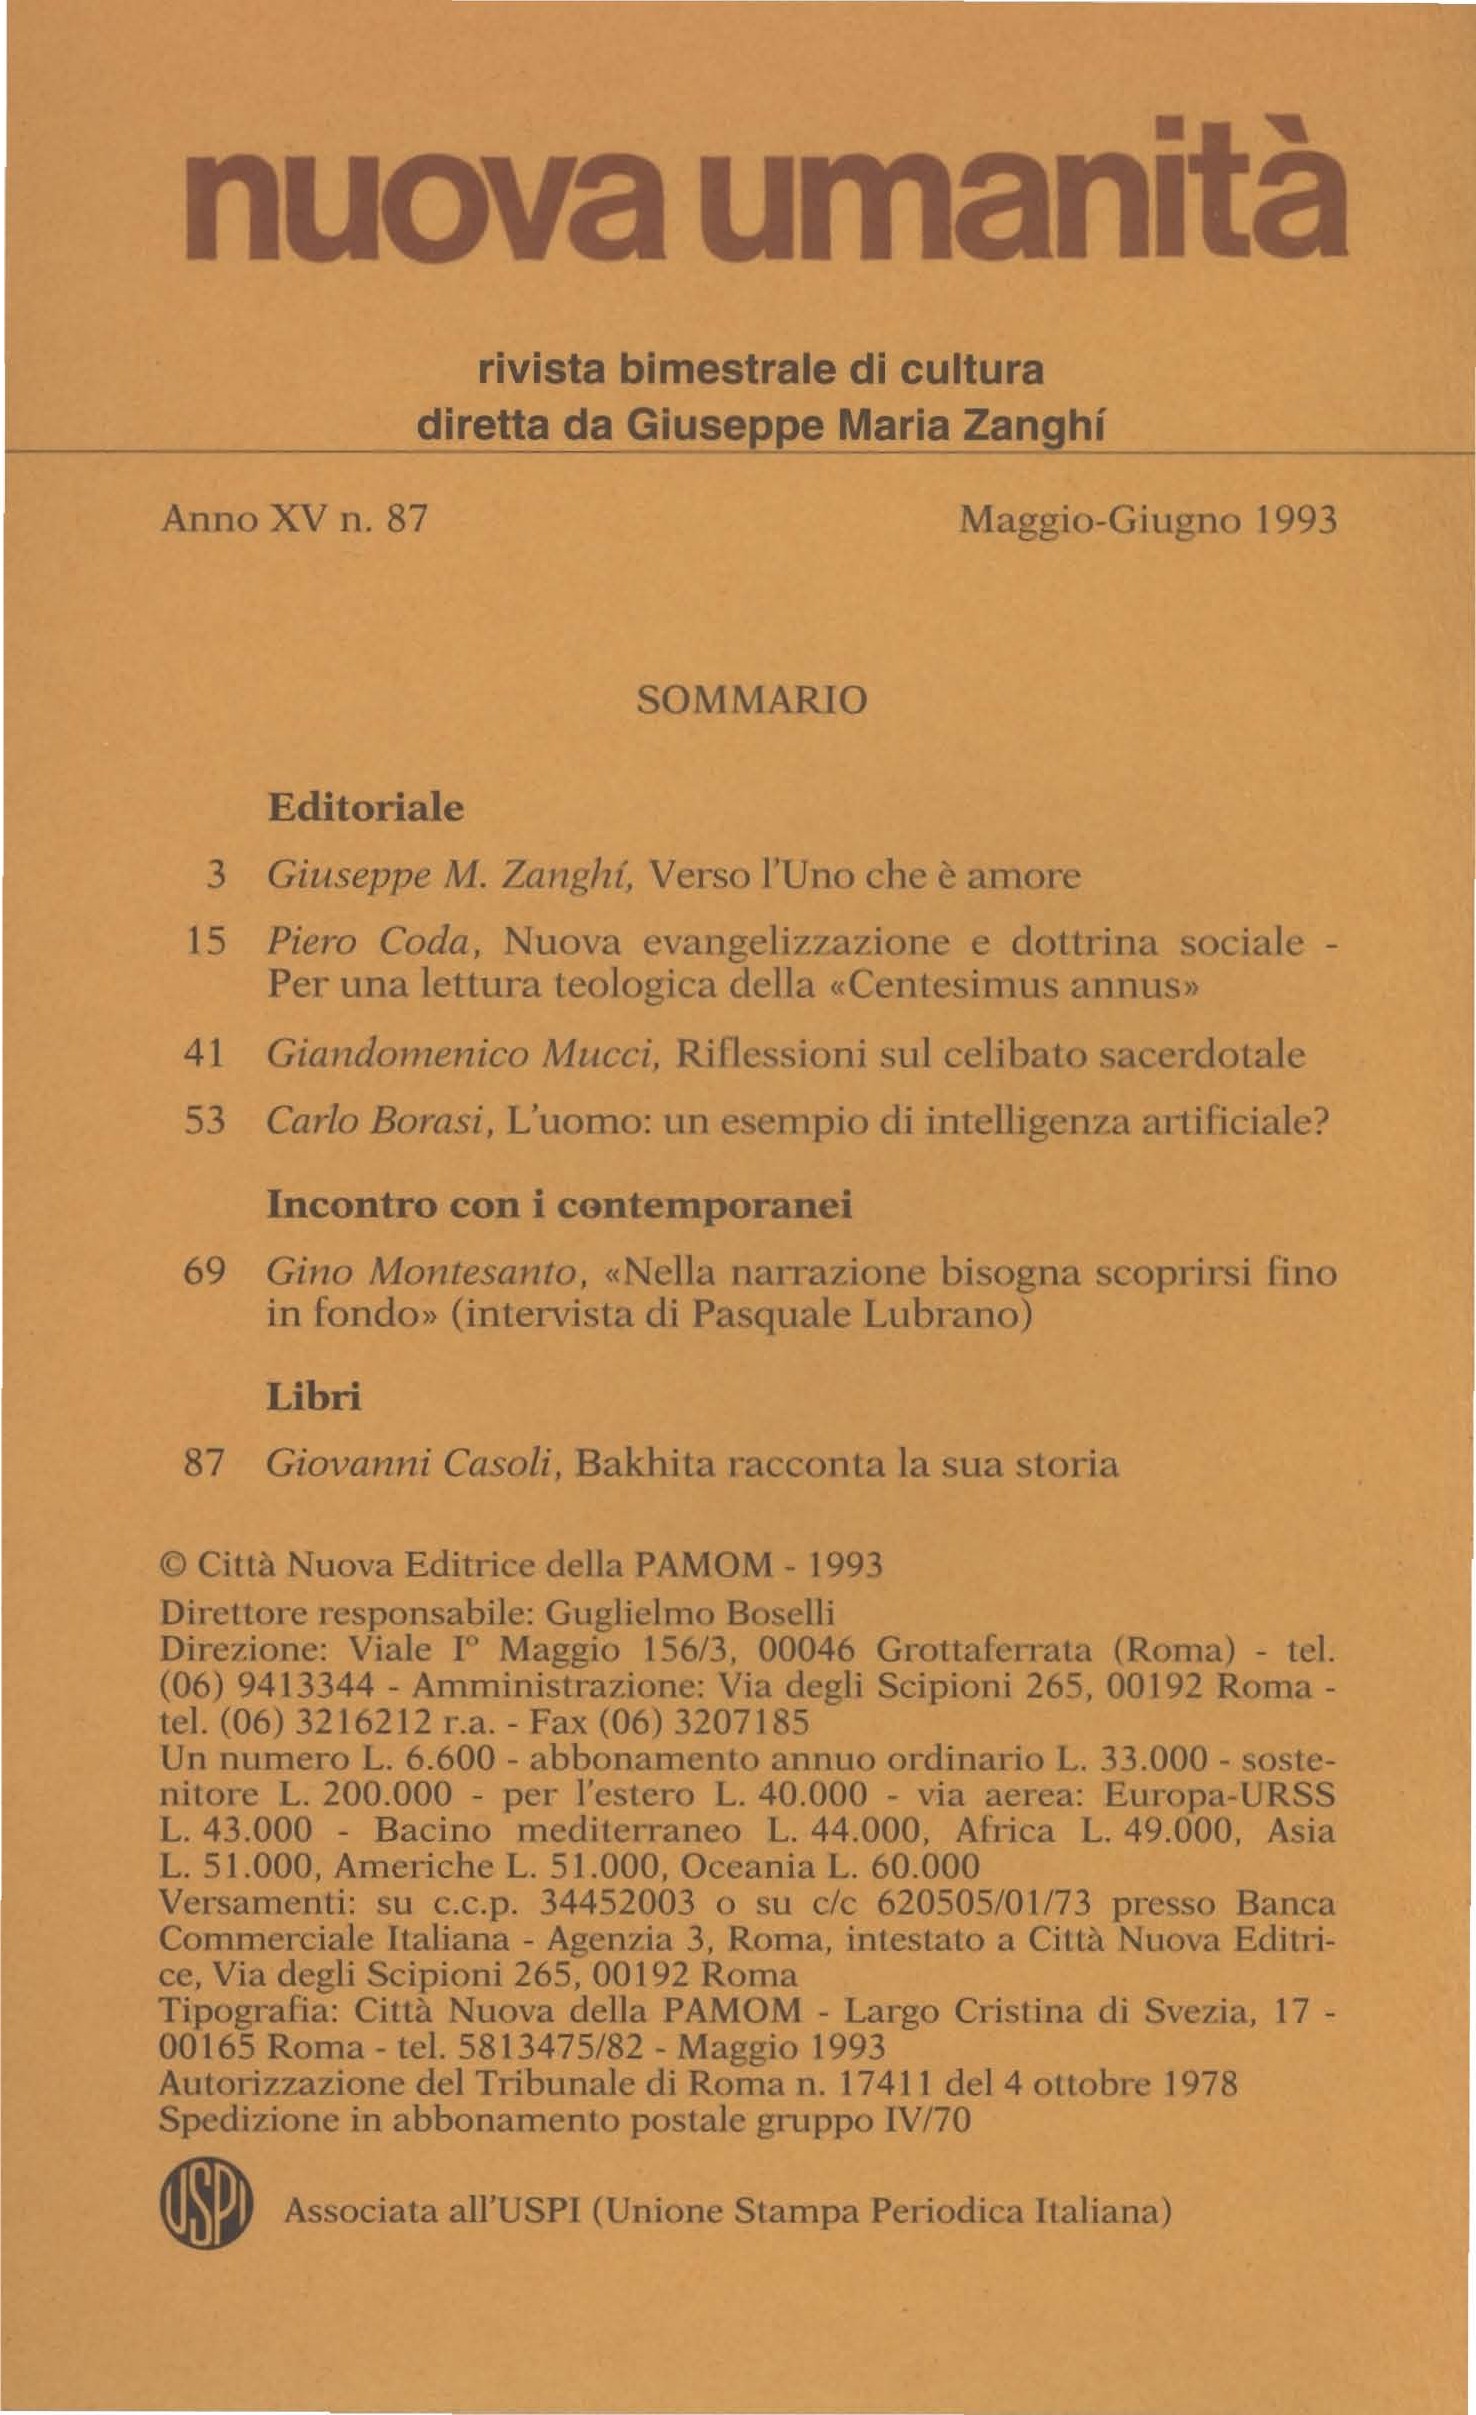 nuova umanità
rivista bimestrale di cultura
diretta da Giuseppe Maria Zanghí
Anno XV n. 87 Maggio-Giugno 1993
SOMMARIO
Editoriale
3 Giuseppe M. Zanghí, Verso l'Uno che è amore
15 Piero Coda, Nuova evangelizzazione e dottrina sociale -
Per una lettura teologica della «Centesimus annus»
41 Giandomenico Mucci, Riflessioni sul celibato sacerdotale
53 Carlo Borasi, L'uomo: un esempio di intelligenza artificiale?
Incontro con i contemporanei
69 Gino Montesanto, «Nella narrazione bisogna scoprirsi fino
in fondo» (intervista di Pasquale Lubrano)
Libri
87 Giovanni Casoli, Bakhita racconta la sua storia
© Città Nuova Editrice della PAMOM - 1993
Direttore responsabile: Guglielmo Boselli
Direzione: Viale I° Maggio 156/3, 00046 Grottaferrata (Roma) - tel.
(06) 9413344 - Amministrazione: Via degli Scipioni 265, 00192 Roma -
tel. (06) 3216212 r.a. - Fax (06) 3207185
Un numero L. 6.600 - abbonamento annuo ordinario L. 33.000 - soste-
nitore L. 200.000 - per l'estero L. 40.000 - via aerea: Europa-URSS
L. 43.000 - Bacino mediterraneo L. 44.000, Africa L. 49.000, Asia
L. 51.000, Americhe L. 51.000, Oceania L. 60.000
Versamenti: su c.c.p. 34452003 o su c/c 620505/01/73 presso Banca
Commerciale Italiana - Agenzia 3, Roma, intestato a Città Nuova Editri-
ce, Via degli Scipioni 265, 00192 Roma
Tipografia: Città Nuova della PAMOM - Largo Cristina di Svezia, 17 -
00165 Roma - tel. 5813475/82 - Maggio 1993
Autorizzazione del Tribunale di Roma n. 17411 del 4 ottobre 1978
Spedizione in abbonamento postale gruppo IV/70
USPI Associata all'USPI (Unione Stampa Periodica Italiana)